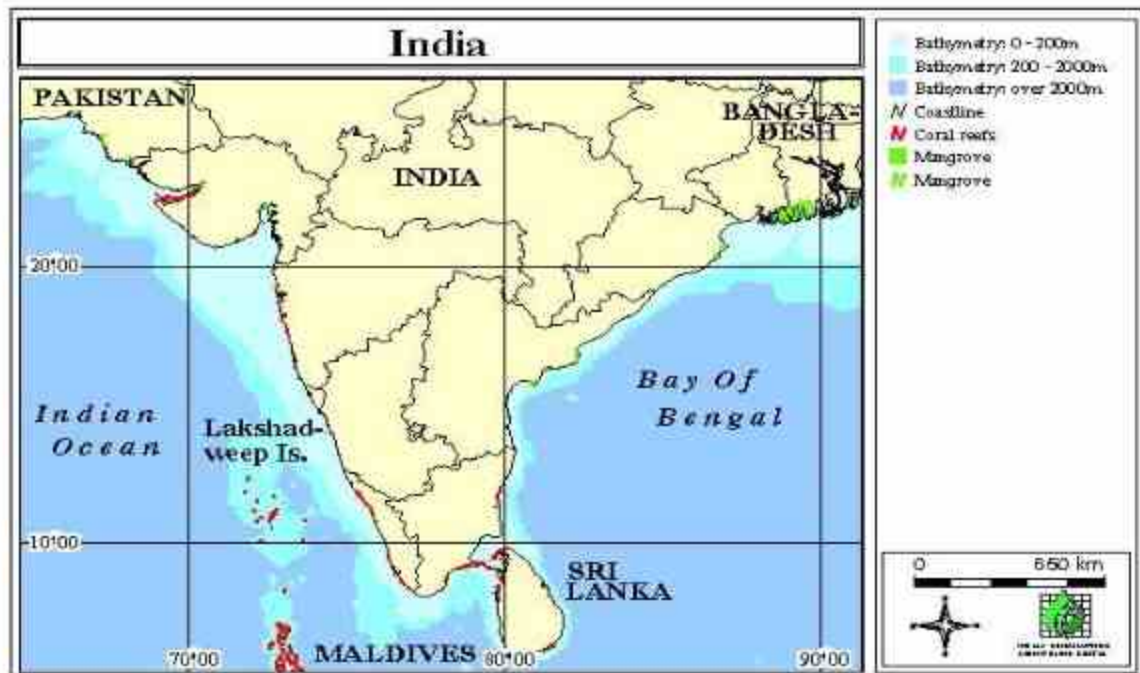 India
PAKISTAN
BANGLA-
DESH
INDIA
20°00
Bay Of
Bengal
Indian
Ocean
Lakshad-
weep Is.
10°00
SRI
LANKA
MALDIVES
70°00
80°00
90°00
Bathymetry: 0 - 200m
Bathymetry: 200 - 2000m
Bathymetry: over 2000m
Coastline
Coral reefs
Mangrove
Mangrove
0 650 km